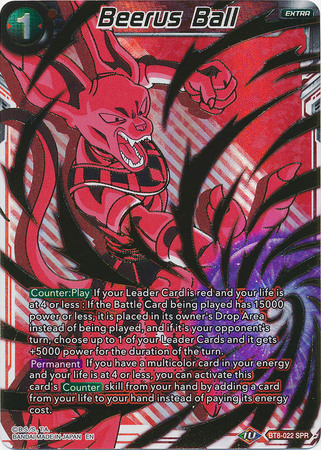 1
Beerus Ball
EXTRA
Counter:Play If your Leader Card is red and your life is
at 4 or less : If the Battle Card being played has 15000
power or less, it is placed in its owner's Drop Area
instead of being played, and if it's your opponent's
turn, choose up to 1 of your Leader Cards and it gets
+5000 power for the duration of the turn.
Permanent If you have a multicolor card in your energy
and your life is at 4 or less, you can activate this
card's Counter skill from your hand by adding a card
from your life to your hand instead of paying its energy
cost.
©B.S./S., T.A.
BANDAI MADE IN JAPAN EN
BT8-022 SPR